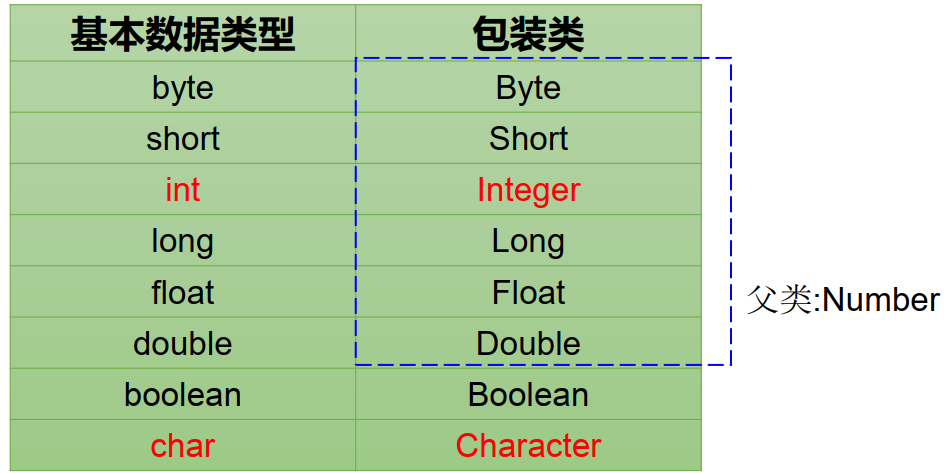 基本数据类型 包装类
byte Byte
short Short
int Integer
long Long
float Float
double Double
boolean Boolean
char Character
父类:Number